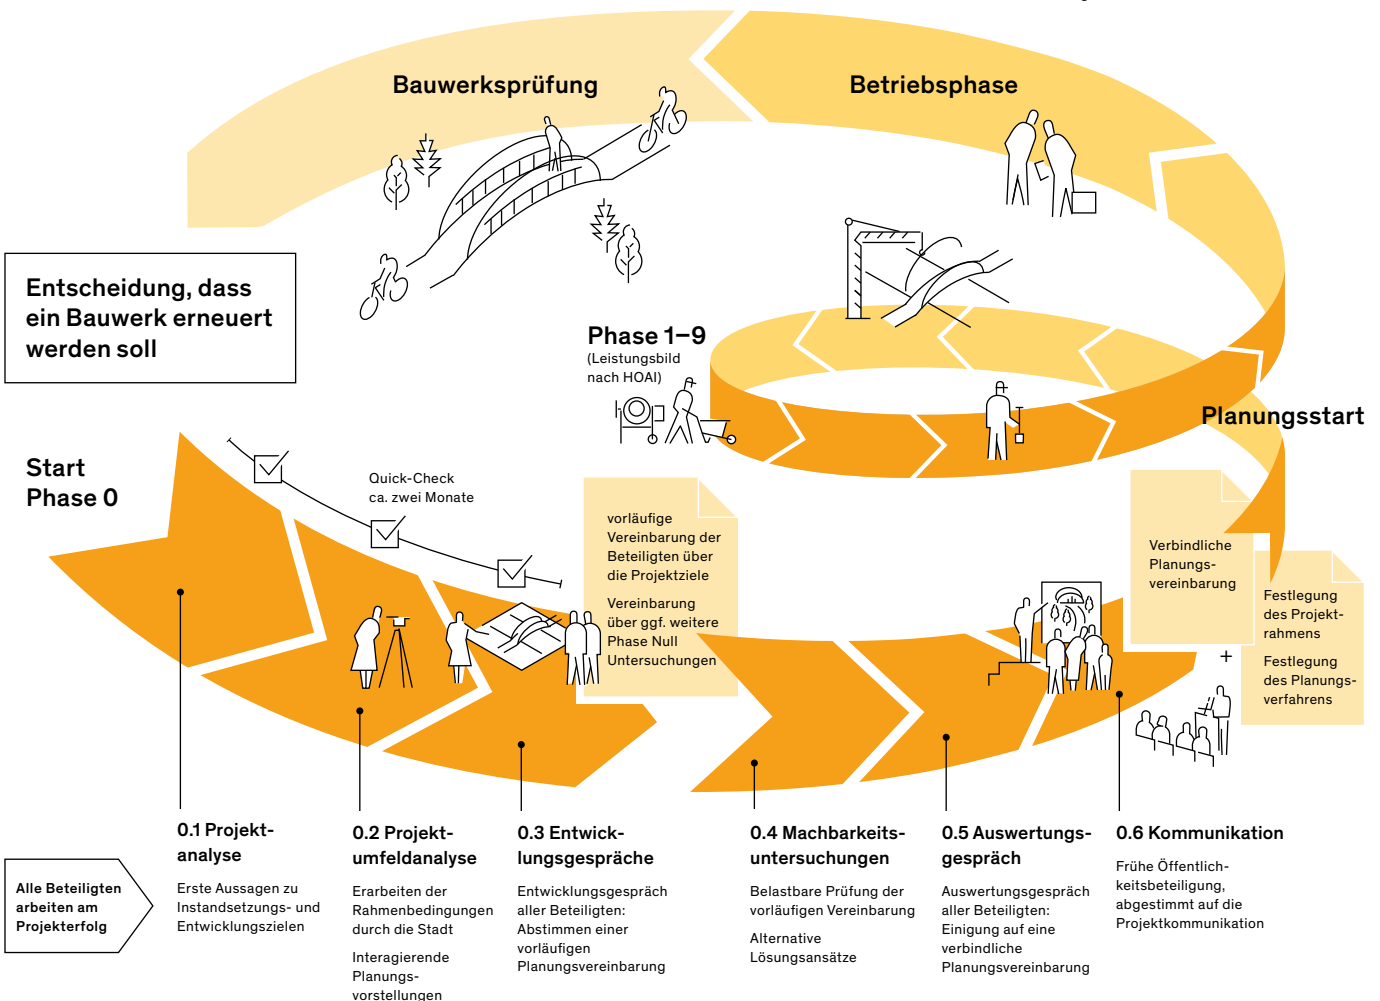 Bauwerksprüfung
Betriebsphase
Entscheidung, dass
ein Bauwerk erneuert
werden soll
Phase 1–9
(Leistungsbild
nach HOAI)
Planungsstart
Start
Phase 0
Quick-Check
ca. zwei Monate
vorläufige
Vereinbarung der
Beteiligten über
die Projektziele
Vereinbarung
über ggf. weitere
Phase Null
Untersuchungen
Verbindliche
Planungs-
vereinbarung
Festlegung
des Projekt-
rahmens
Festlegung
des Planungs-
verfahrens
+
Alle Beteiligten
arbeiten am
Projekterfolg
0.1 Projekt-
analyse
Erste Aussagen zu
Instandsetzungs- und
Entwicklungszielen
0.2 Projekt-
umfeldanalyse
Erarbeiten der
Rahmenbedingungen
durch die Stadt
Interagierende
Planungs-
vorstellungen
0.3 Entwick-
lungsgespräche
Entwicklungsgespräch
aller Beteiligten:
Abstimmen einer
vorläufigen
Planungsvereinbarung
0.4 Machbarkeits-
untersuchungen
Belastbare Prüfung der
vorläufigen Vereinbarung
Alternative
Lösungsansätze
0.5 Auswertungs-
gespräch
Auswertungsgespräch
aller Beteiligten:
Einigung auf eine
verbindliche
Planungsvereinbarung
0.6 Kommunikation
Frühe Öffentlich-
keitsbeteiligung,
abgestimmt auf die
Projektkommunikation